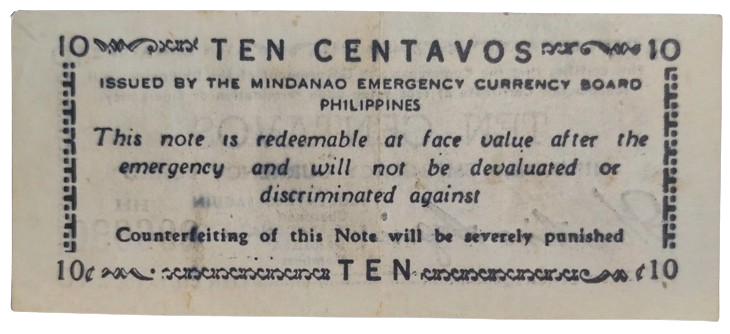 10 TEN CENTAVOS 10
ISSUED BY THE MINDANAO EMERGENCY CURRENCY BOARD
PHILIPPINES
This note is redeemable at face value after the
emergency and will not be devaluated or
discriminated against
Counterfeiting of this Note will be severely punished
10¢ TEN ¢10